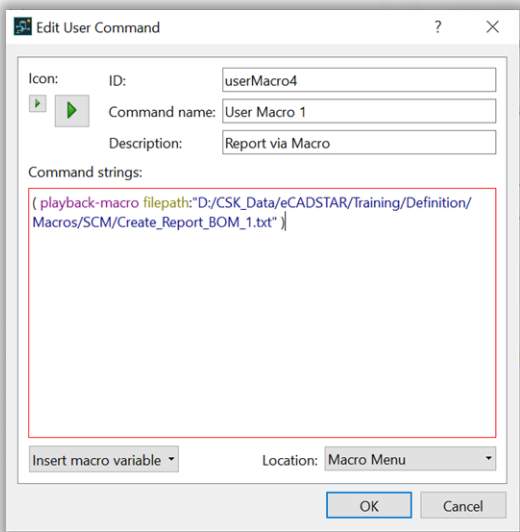 Edit User Command
Icon:
ID: userMacro4
Command name: User Macro 1
Description: Report via Macro
Command strings:
( playback-macro filepath:"D:/CSK_Data/eCADSTAR/Training/Definition/
Macros/SCM/Create_Report_BOM_1.txt" )
Insert macro variable
Location: Macro Menu
OK Cancel